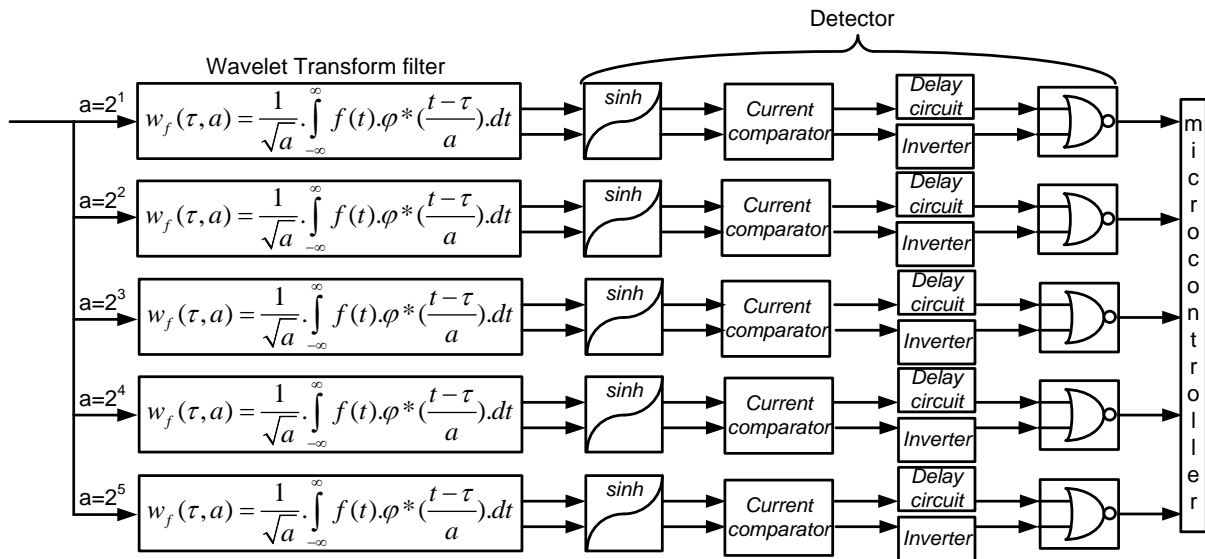 Detector
Wavelet Transform filter
a=2^1
w_f(τ,a) = 1/√a . ∫_{-∞}^{∞} f(t).φ*((t−τ)/a).dt
sinh
Current
comparator
Delay
circuit
Inverter
a=2^2
w_f(τ,a) = 1/√a . ∫_{-∞}^{∞} f(t).φ*((t−τ)/a).dt
sinh
Current
comparator
Delay
circuit
Inverter
a=2^3
w_f(τ,a) = 1/√a . ∫_{-∞}^{∞} f(t).φ*((t−τ)/a).dt
sinh
Current
comparator
Delay
circuit
Inverter
a=2^4
w_f(τ,a) = 1/√a . ∫_{-∞}^{∞} f(t).φ*((t−τ)/a).dt
sinh
Current
comparator
Delay
circuit
Inverter
a=2^5
w_f(τ,a) = 1/√a . ∫_{-∞}^{∞} f(t).φ*((t−τ)/a).dt
sinh
Current
comparator
Delay
circuit
Inverter
microcontroller